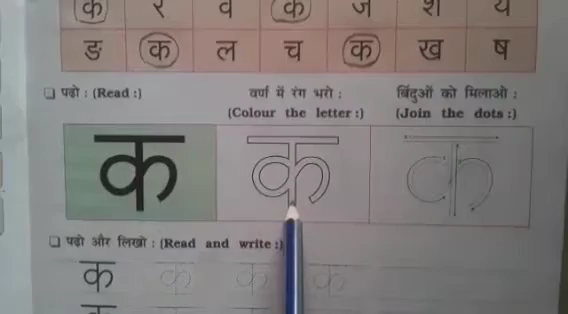 क र व क ज श य
ङ क ल च क ख ष
पढ़ो : (Read :) वर्ण में रंग भरो : बिंदुओं को मिलाओ :
(Colour the letter :) (Join the dots :)
क क क
पढ़ो और लिखो : (Read and write :)
क क क क